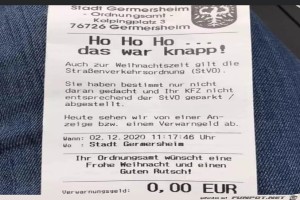 Stadt Germersheim
- Ordnungsamt -
Kolpingplatz 3
76726 Germersheim
Ho Ho Ho ...
das war knapp!
Auch zur Weihnachtszeit gilt die
Straßenverkehrsordnung (StVO).
Sie haben bestimmt nur nicht
daran gedacht und Ihr KFZ nicht
entsprechend der StVO geparkt /
abgestellt.
Heute sehen wir von einer An-
zeige bzw. einem Verwarngeld ab.
Wann: 02.12.2020 11:17:46 Uhr
Wo: Stadt Germersheim
Ihr Ordnungsamt wünscht eine
Frohe Weihnacht und einen
Guten Rutsch!
Verwarnungsgeld: 0,00 EUR